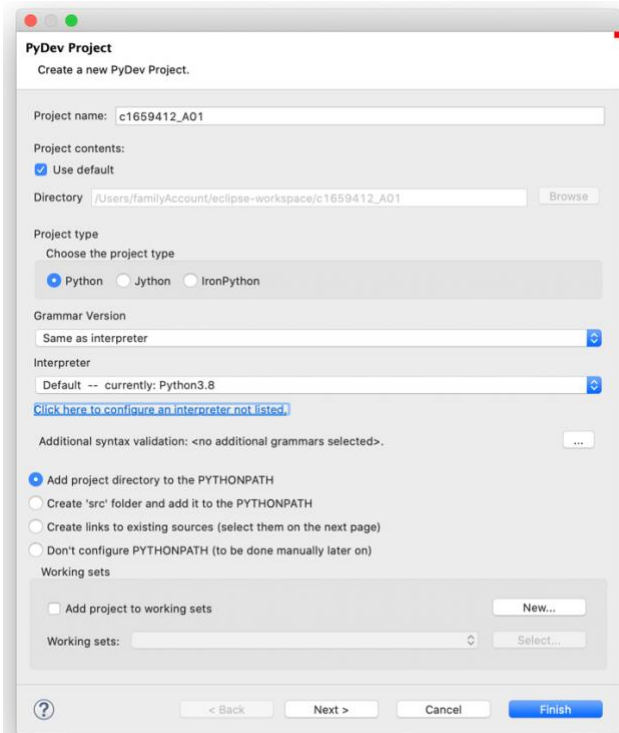 PyDev Project
Create a new PyDev Project.
Project name: c1659412_A01
Project contents:
Use default
Directory /Users/familyAccount/eclipse-workspace/c1659412_A01 Browse
Project type
Choose the project type
Python Jython IronPython
Grammar Version
Same as interpreter
Interpreter
Default -- currently: Python3.8
Click here to configure an interpreter not listed.
Additional syntax validation: <no additional grammars selected>. ...
Add project directory to the PYTHONPATH
Create 'src' folder and add it to the PYTHONPATH
Create links to existing sources (select them on the next page)
Don't configure PYTHONPATH (to be done manually later on)
Working sets
Add project to working sets New...
Working sets: Select...
? < Back Next > Cancel Finish